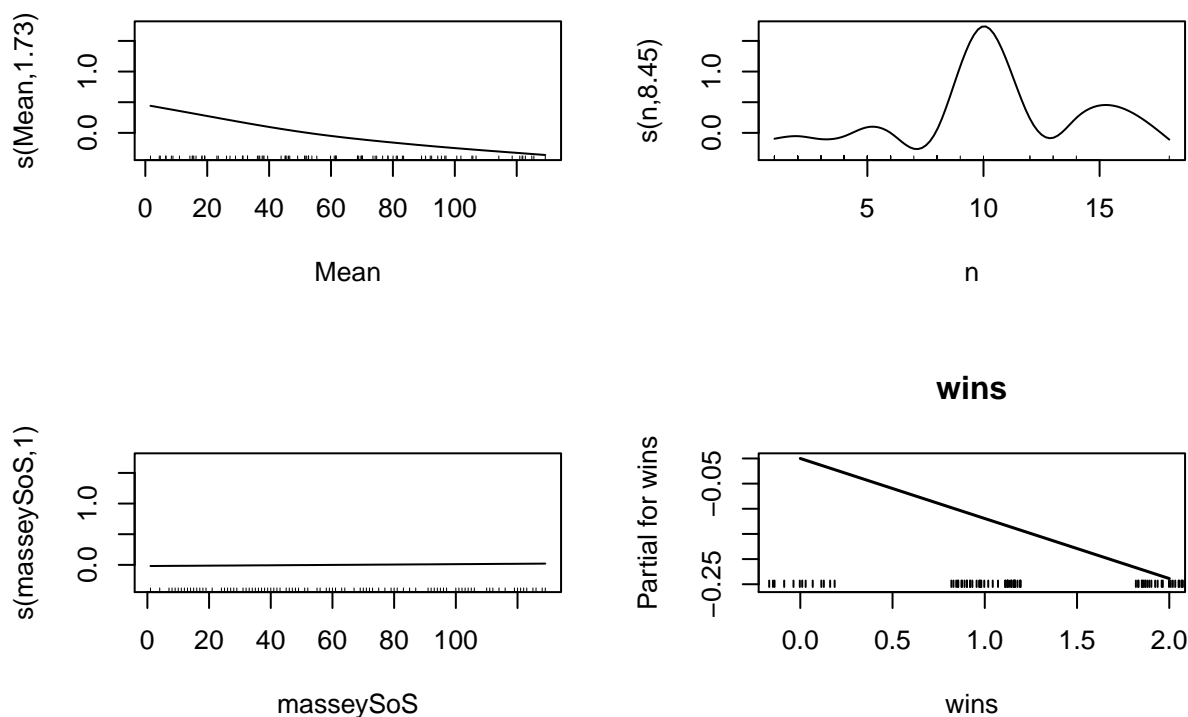 s(Mean,1.73)
1.0
0.0
0 20 40 60 80 100
Mean
s(n,8.45)
1.0
0.0
5 10 15
n
s(masseySoS,1)
1.0
0.0
0 20 40 60 80 100
masseySoS
wins
Partial for wins
−0.05
−0.25
0.0 0.5 1.0 1.5 2.0
wins